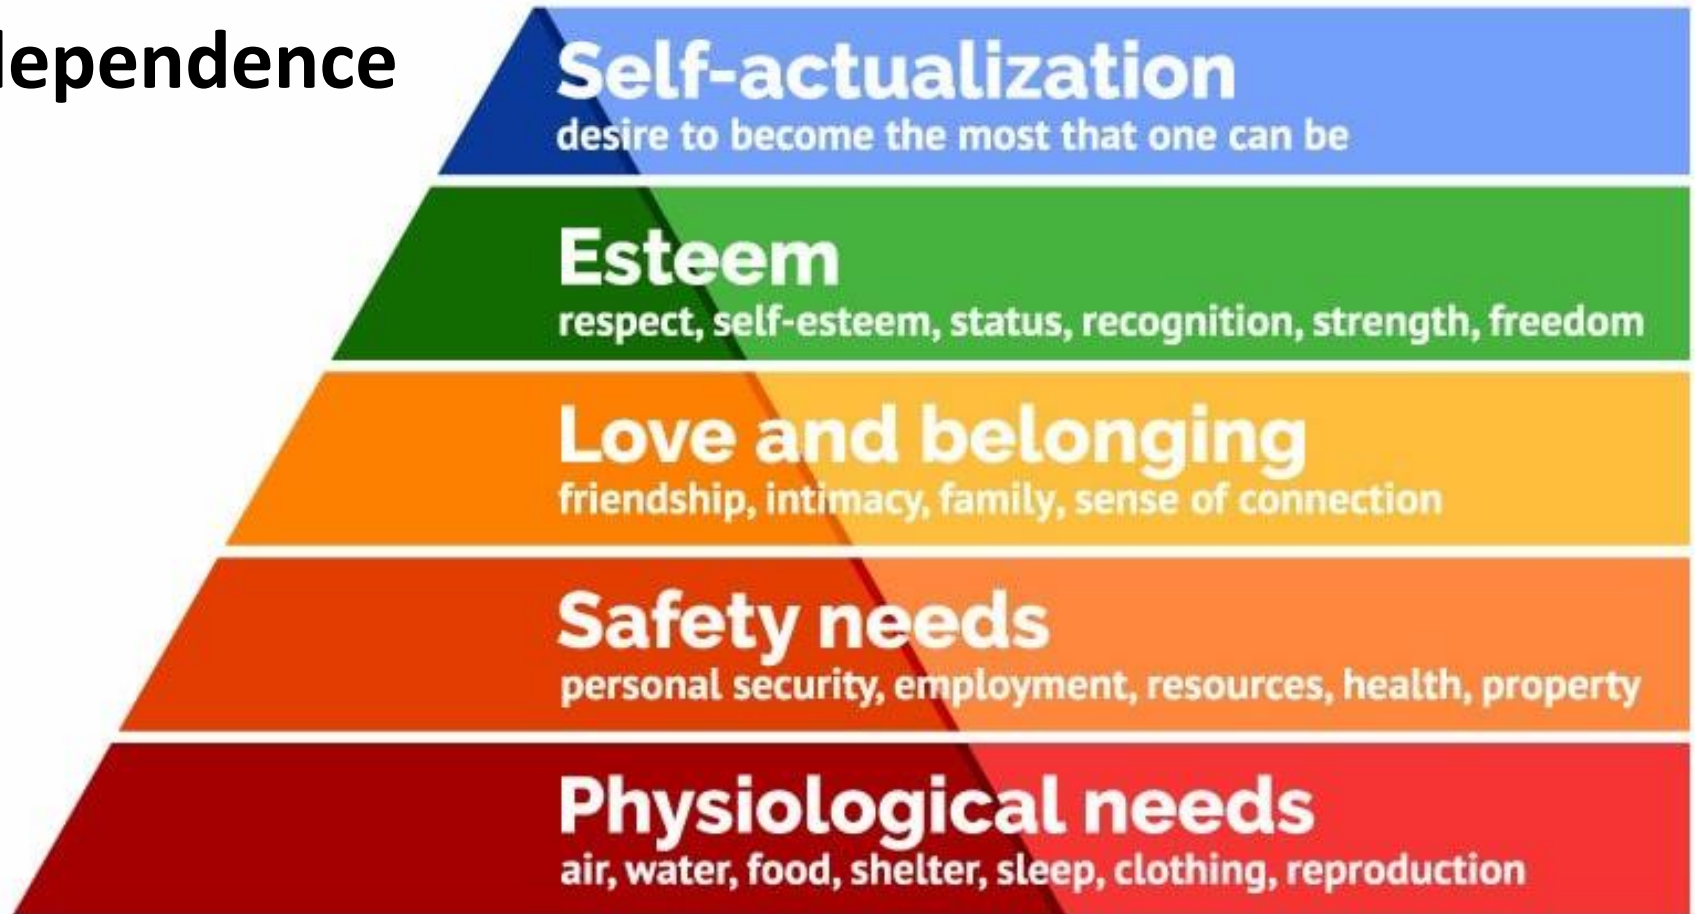 dependence
Self-actualization
desire to become the most that one can be
Esteem
respect, self-esteem, status, recognition, strength, freedom
Love and belonging
friendship, intimacy, family, sense of connection
Safety needs
personal security, employment, resources, health, property
Physiological needs
air, water, food, shelter, sleep, clothing, reproduction